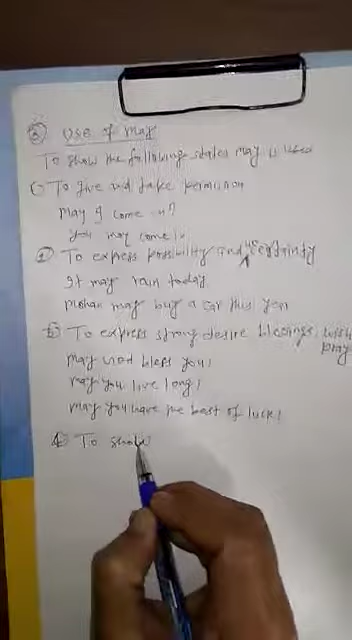 ② Use of May
To show the following states may is used
① To give and take permission
May I come in?
You may come in
② To express possibility and uncertainty
It may rain today
Mohan may buy a car this year
③ To express strong desire blessings, wish
pray
May God bless you!
May you live long!
May you have the best of luck!
④ To show